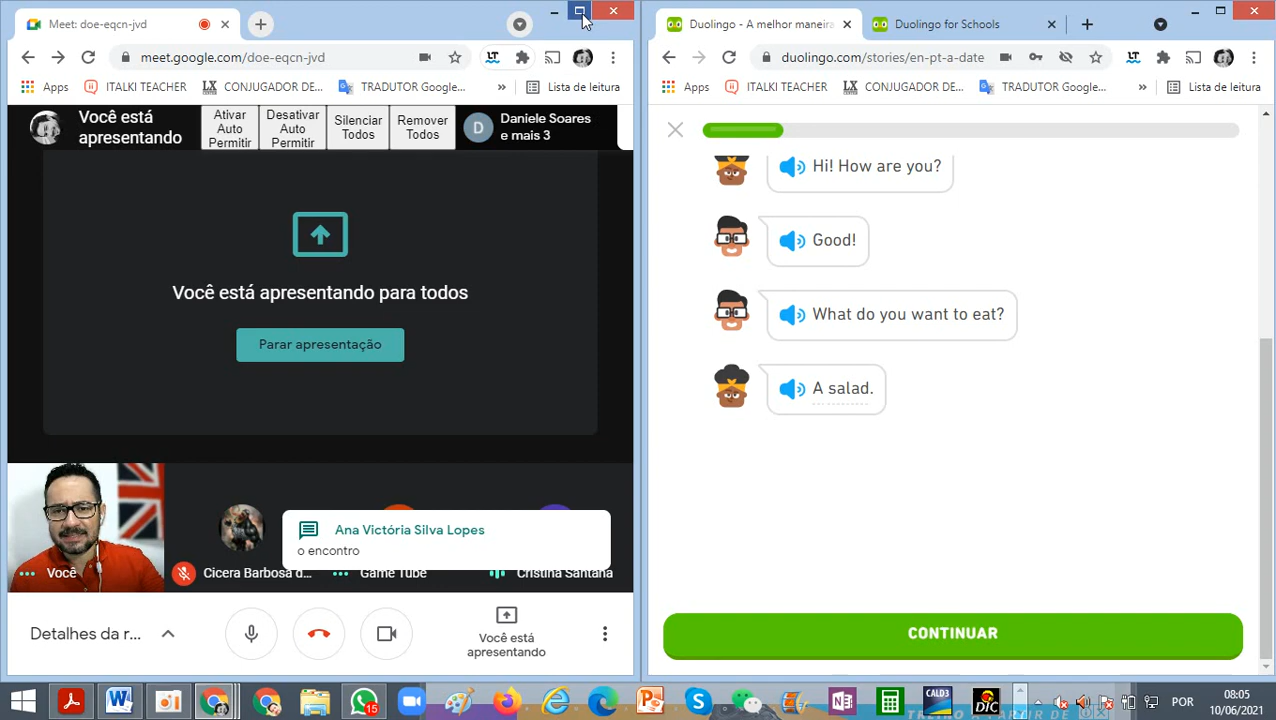 Meet: doe-eqcn-jvd
meet.google.com/doe-eqcn-jvd
Apps
ITALKI TEACHER
CONJUGADOR DE...
TRADUTOR Google...
»
Lista de leitura
Você está
apresentando
Ativar
Auto
Permitir
Desativar
Auto
Permitir
Silenciar
Todos
Remover
Todos
D
Daniele Soares
e mais 3
Você está apresentando para todos
Parar apresentação
Ana Victória Silva Lopes
o encontro
Você
Cicera Barbosa d...
Game Tube
Cristina Santana
Detalhes da r...
Você está
apresentando
Duolingo - A melhor maneira
Duolingo for Schools
duolingo.com/stories/en-pt-a-date
Apps
ITALKI TEACHER
CONJUGADOR DE...
TRADUTOR Google...
»
Lista de leitura
Hi! How are you?
Good!
What do you want to eat?
A salad.
CONTINUAR
15
CALD3
DIC
POR
08:05
10/06/2021